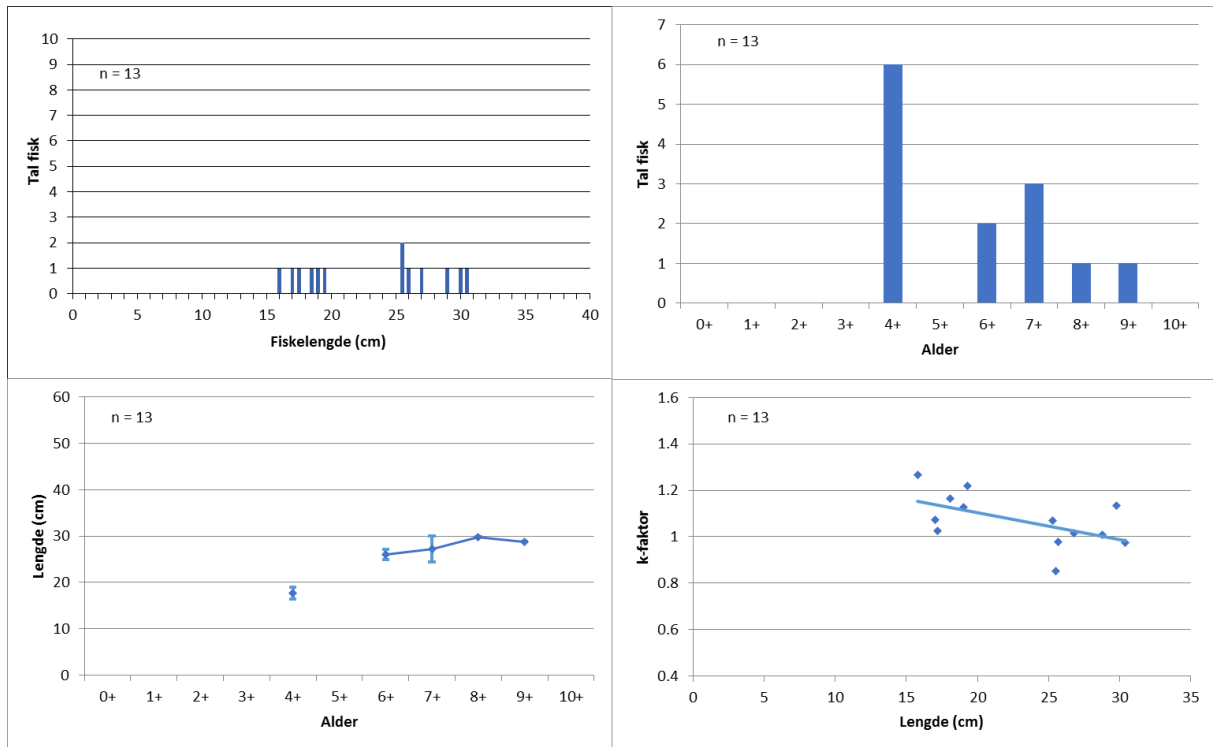 10
9
8
7
6
5
4
3
2
1
0
n = 13
Tal fisk
0 5 10 15 20 25 30 35 40
Fiskelengde (cm)
7
6
5
4
3
2
1
0
n = 13
Tal fisk
0+ 1+ 2+ 3+ 4+ 5+ 6+ 7+ 8+ 9+ 10+
Alder
60
50
40
30
20
10
0
n = 13
Lengde (cm)
0+ 1+ 2+ 3+ 4+ 5+ 6+ 7+ 8+ 9+ 10+
Alder
1.6
1.4
1.2
1
0.8
0.6
0.4
n = 13
k-faktor
0 5 10 15 20 25 30 35
Lengde (cm)